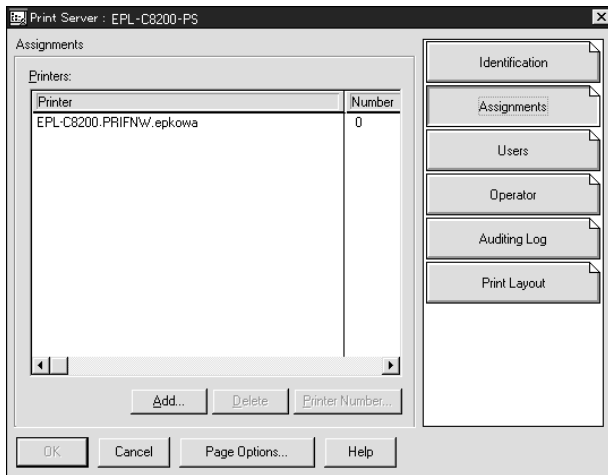 Print Server : EPL-C8200-PS
Assignments
Printers:
Printer Number
EPL-C8200.PRIFNW.epkowa 0
Add... Delete Printer Number...
OK Cancel Page Options... Help
Identification
Assignments
Users
Operator
Auditing Log
Print Layout